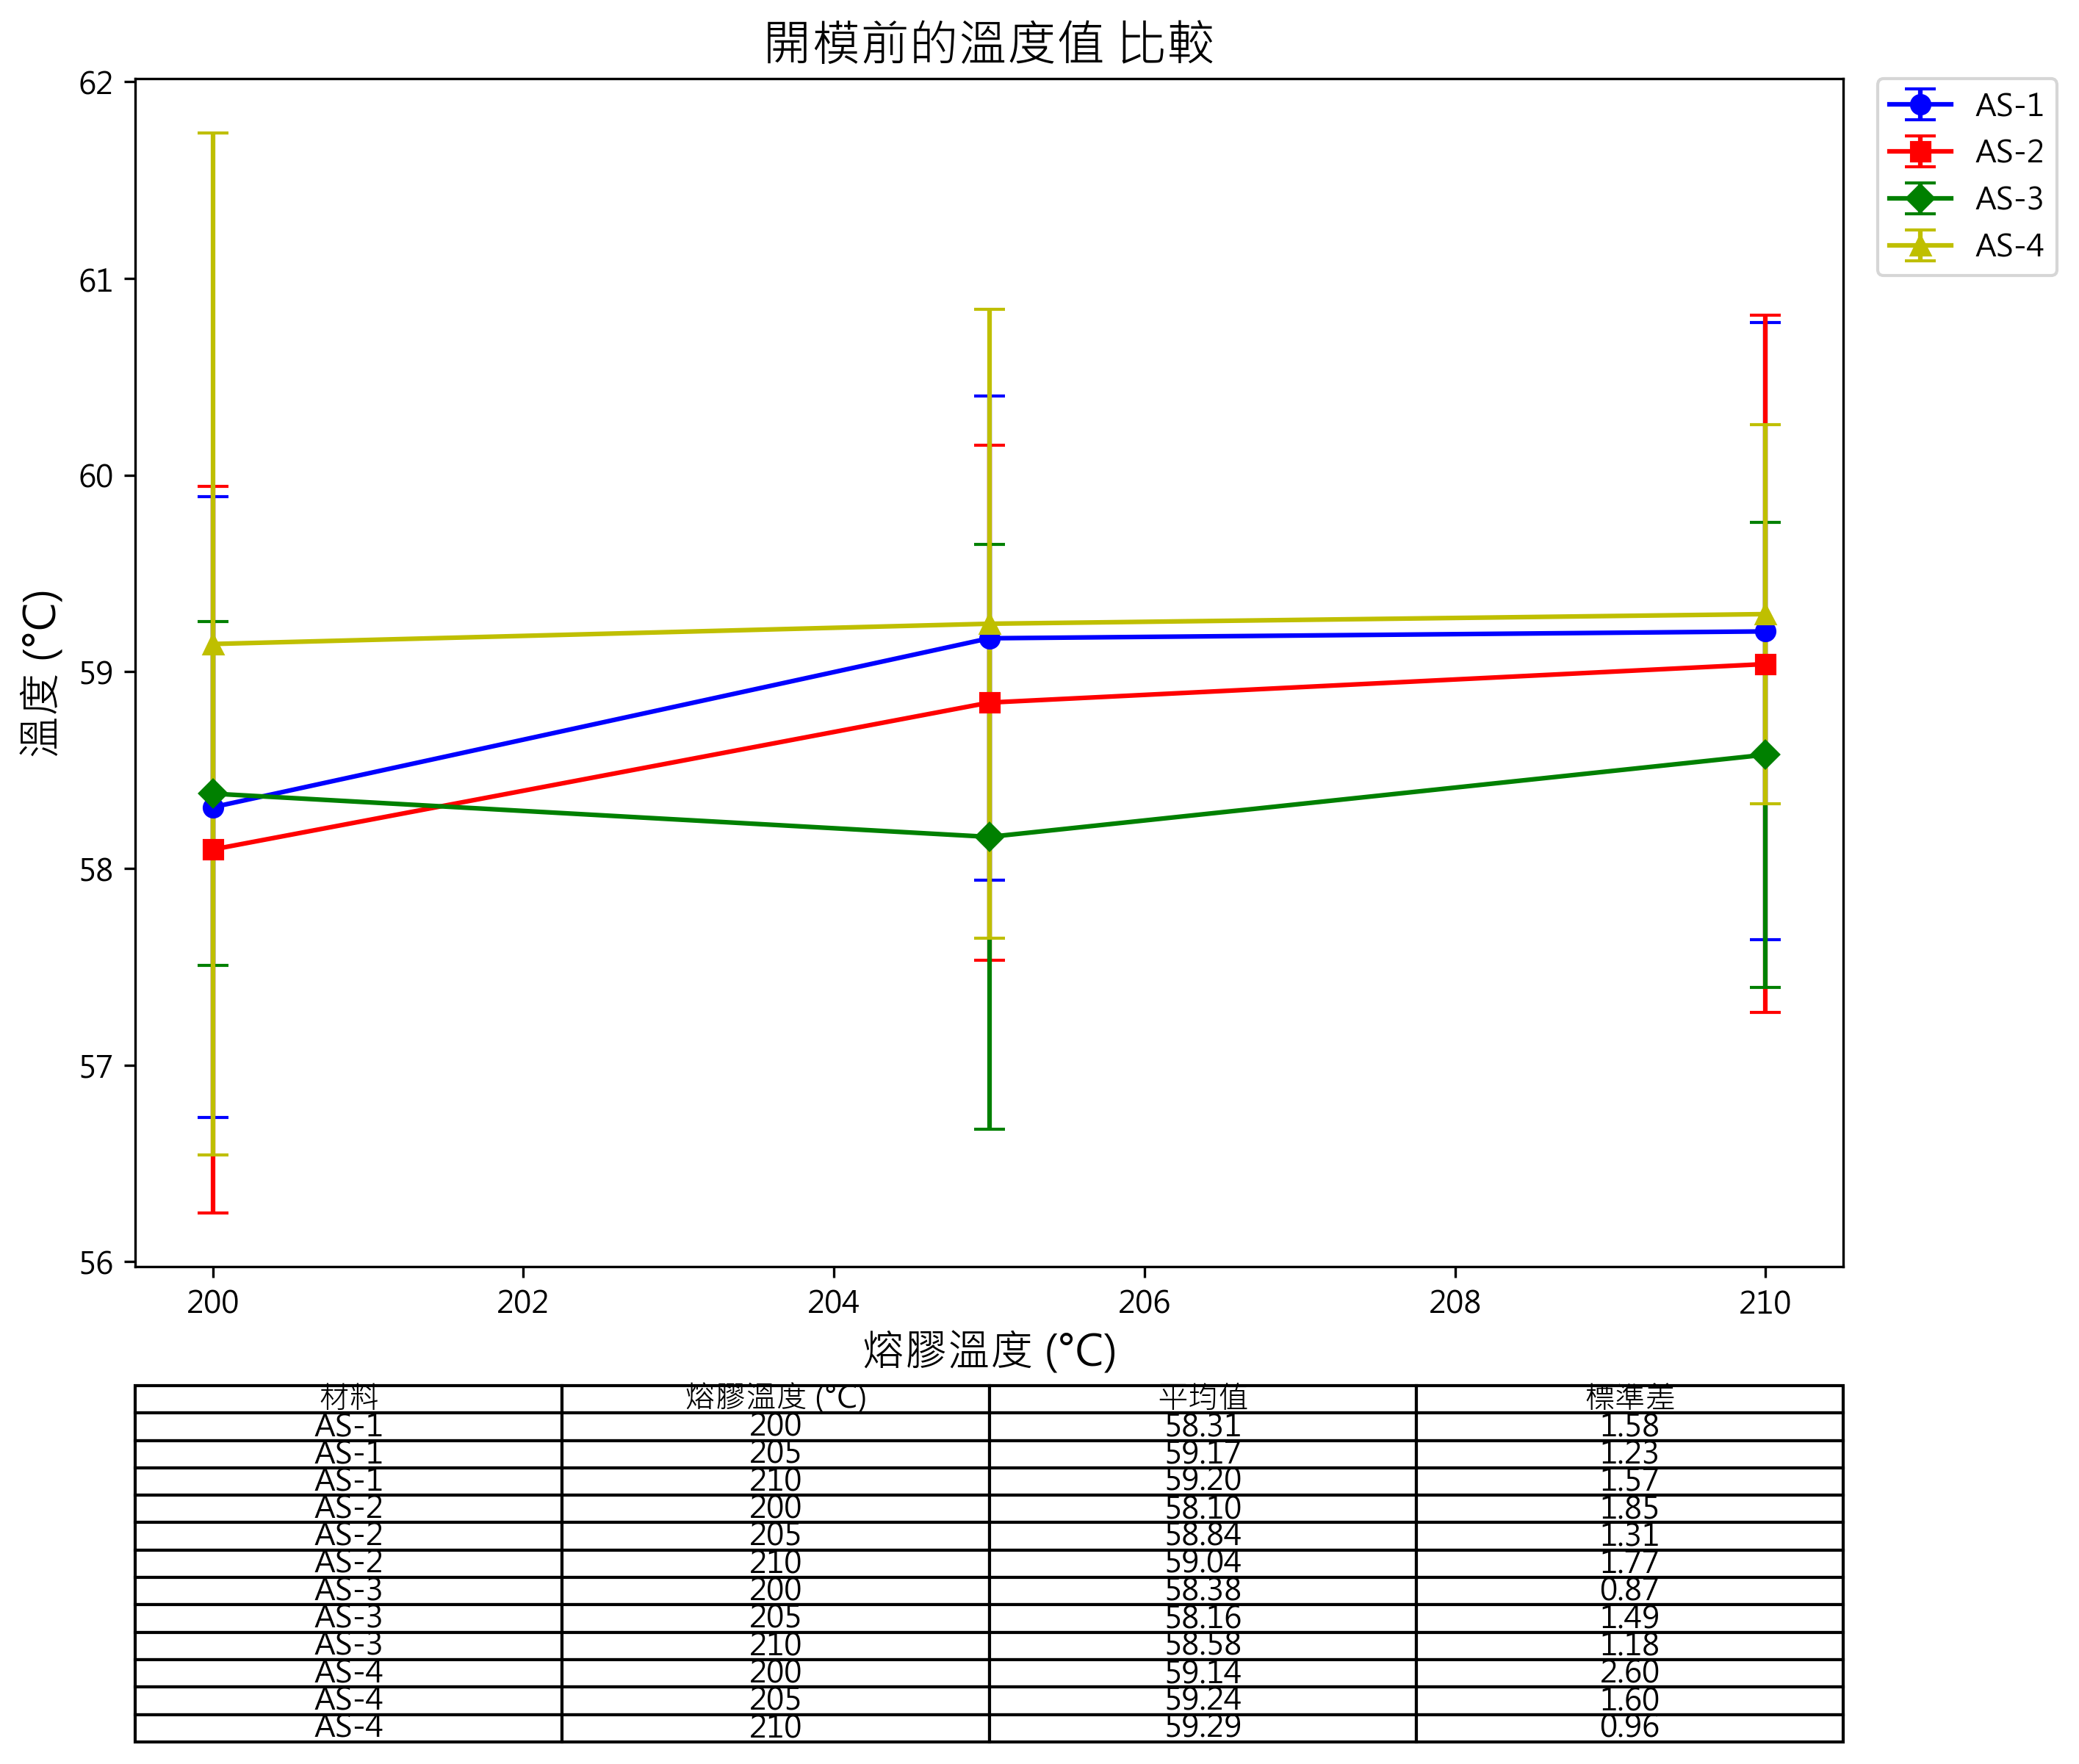 開模前的溫度值 比較
AS-1
AS-2
AS-3
AS-4
溫度 (°C)
62
61
60
59
58
57
56
200 202 204 206 208 210
熔膠溫度 (°C)
材料 熔膠溫度 (°C) 平均值 標準差
AS-1 200 58.31 1.58
AS-1 205 59.17 1.23
AS-1 210 59.20 1.57
AS-2 200 58.10 1.85
AS-2 205 58.84 1.31
AS-2 210 59.04 1.77
AS-3 200 58.38 0.87
AS-3 205 58.16 1.49
AS-3 210 58.58 1.18
AS-4 200 59.14 2.60
AS-4 205 59.24 1.60
AS-4 210 59.29 0.96